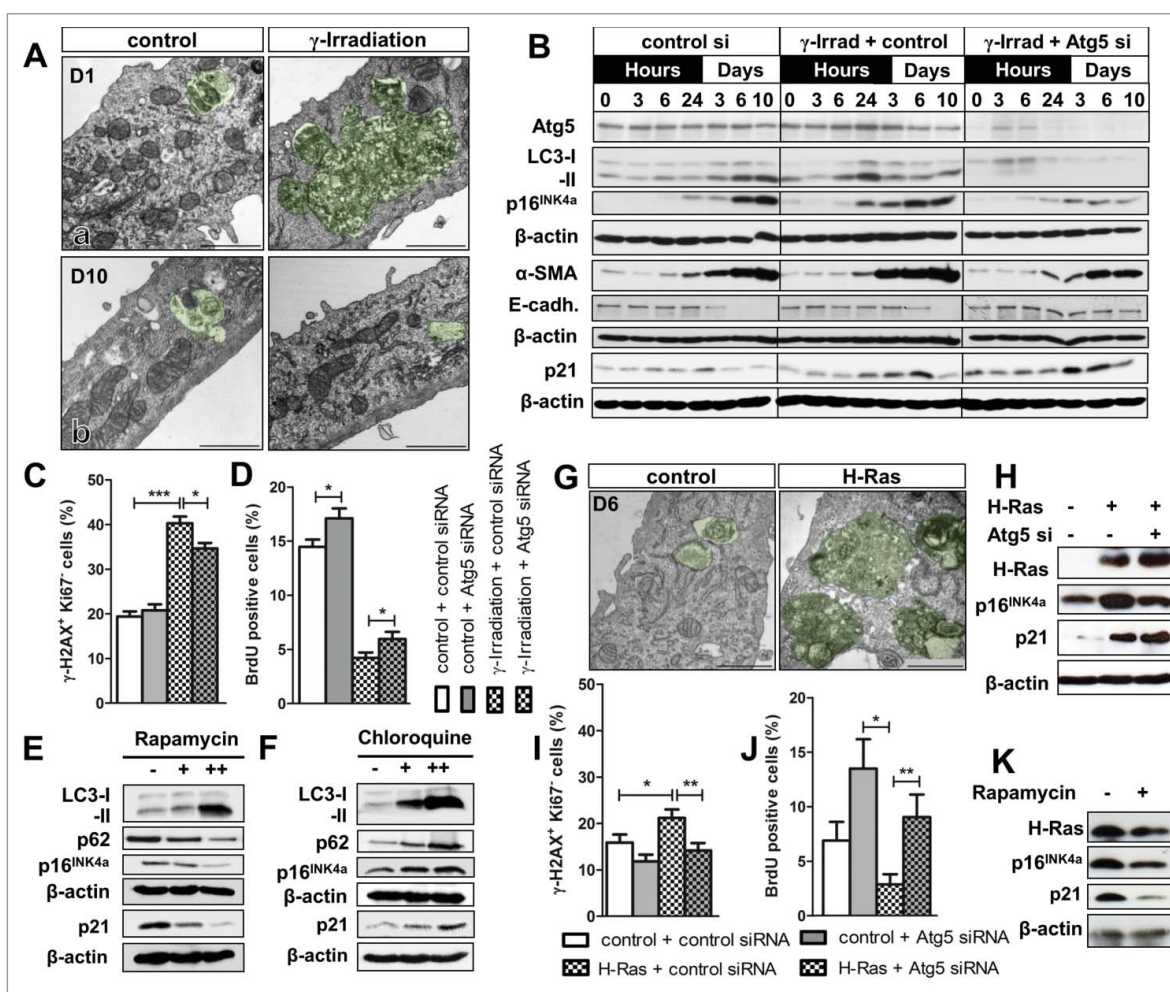 A
control
γ-Irradiation
D1
a
D10
b
B
control si
γ-Irrad + control
γ-Irrad + Atg5 si
Hours Days Hours Days Hours Days
0 3 6 24 3 6 10 0 3 6 24 3 6 10 0 3 6 24 3 6 10
Atg5
LC3-I
-II
p16INK4a
β-actin
α-SMA
E-cadh.
β-actin
p21
β-actin
C
γ-H2AX+ Ki67- cells (%)
50
40
30
20
10
0
***
*
D
BrdU positive cells (%)
20
15
10
5
0
*
*
control + control siRNA
control + Atg5 siRNA
γ-Irradiation + control siRNA
γ-Irradiation + Atg5 siRNA
E
Rapamycin
- + ++
LC3-I
-II
p62
p16INK4a
β-actin
p21
β-actin
F
Chloroquine
- + ++
LC3-I
-II
p62
p16INK4a
β-actin
p21
β-actin
G
control
H-Ras
D6
H
H-Ras - + +
Atg5 si - - +
H-Ras
p16INK4a
p21
β-actin
I
γ-H2AX+ Ki67- cells (%)
50
40
30
20
10
0
*
**
J
BrdU positive cells (%)
20
15
10
5
0
*
**
control + control siRNA
control + Atg5 siRNA
H-Ras + control siRNA
H-Ras + Atg5 siRNA
K
Rapamycin - +
H-Ras
p16INK4a
p21
β-actin